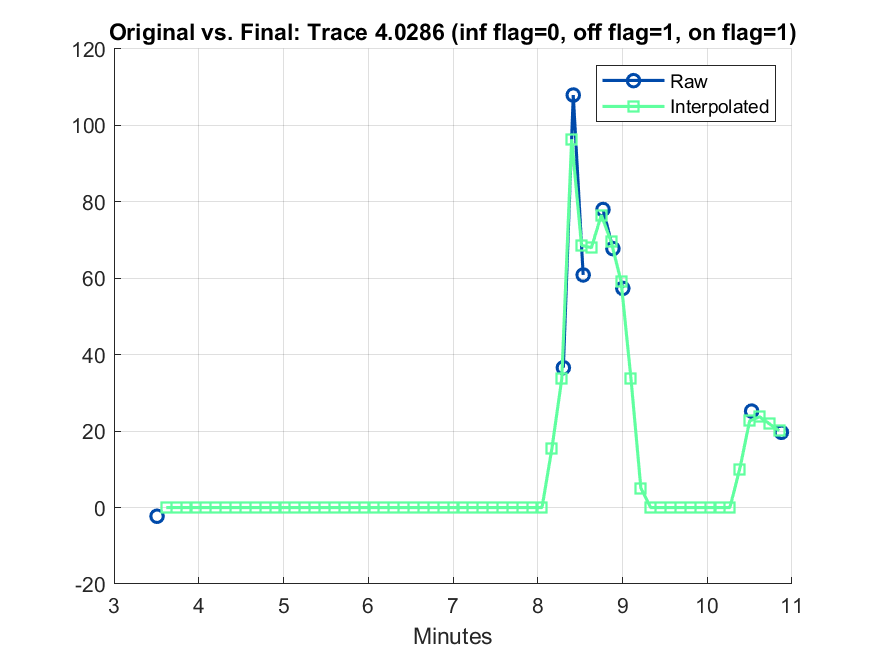 Original vs. Final: Trace 4.0286 (inf flag=0, off flag=1, on flag=1)
120
100
80
60
40
20
0
-20
Raw
Interpolated
3 4 5 6 7 8 9 10 11
Minutes